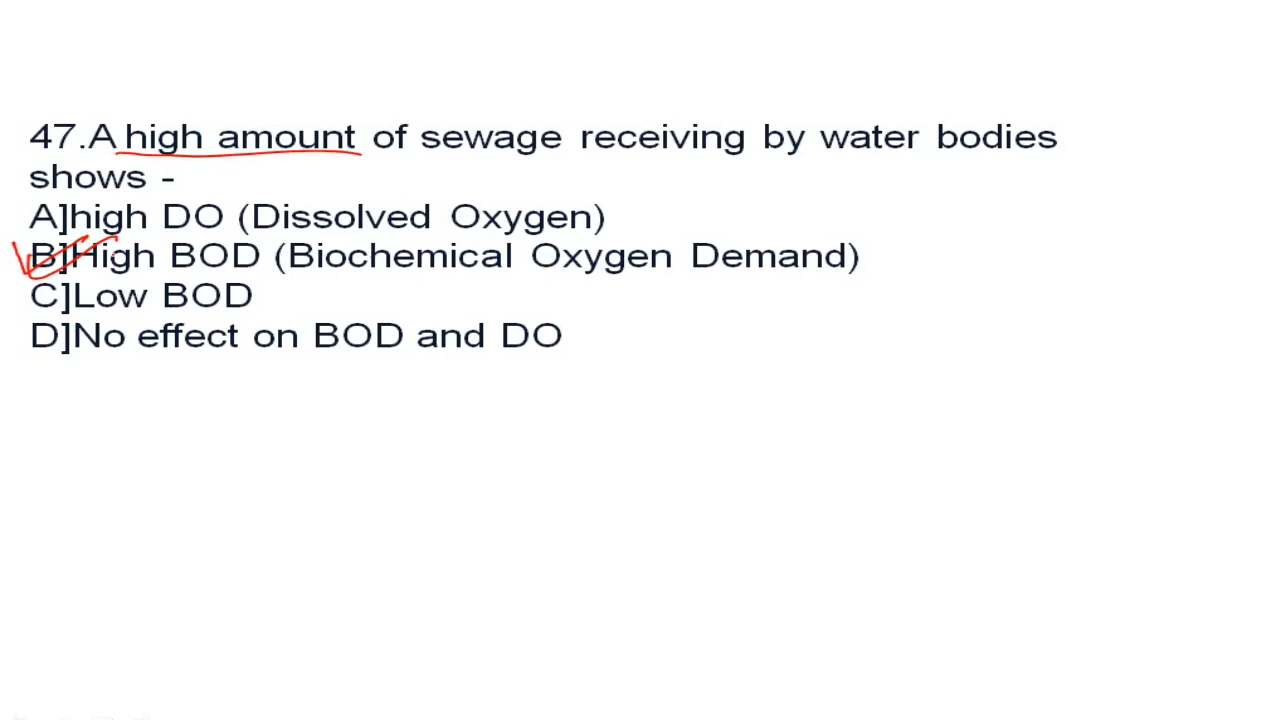 47.A high amount of sewage receiving by water bodies
shows -
A]high DO (Dissolved Oxygen)
B]High BOD (Biochemical Oxygen Demand)
C]Low BOD
D]No effect on BOD and DO